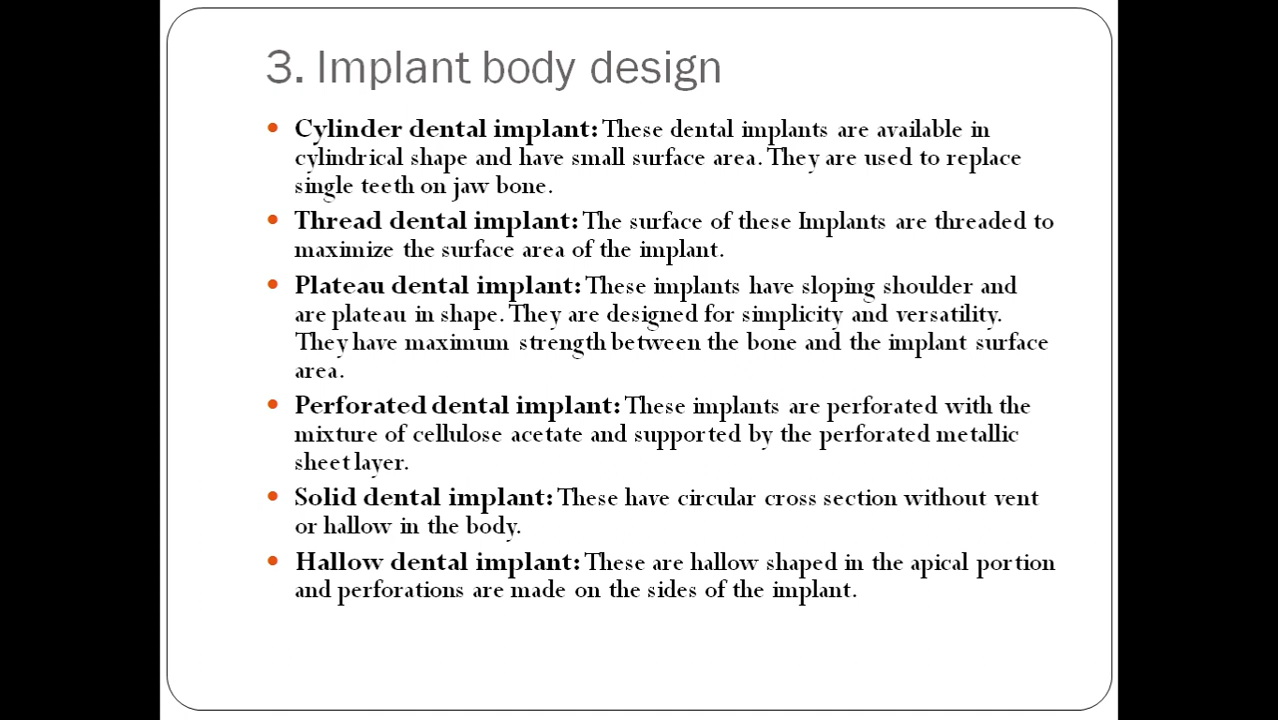 3. Implant body design
• Cylinder dental implant: These dental implants are available in
cylindrical shape and have small surface area. They are used to replace
single teeth on jaw bone.
• Thread dental implant: The surface of these Implants are threaded to
maximize the surface area of the implant.
• Plateau dental implant: These implants have sloping shoulder and
are plateau in shape. They are designed for simplicity and versatility.
They have maximum strength between the bone and the implant surface
area.
• Perforated dental implant: These implants are perforated with the
mixture of cellulose acetate and supported by the perforated metallic
sheet layer.
• Solid dental implant: These have circular cross section without vent
or hallow in the body.
• Hallow dental implant: These are hallow shaped in the apical portion
and perforations are made on the sides of the implant.